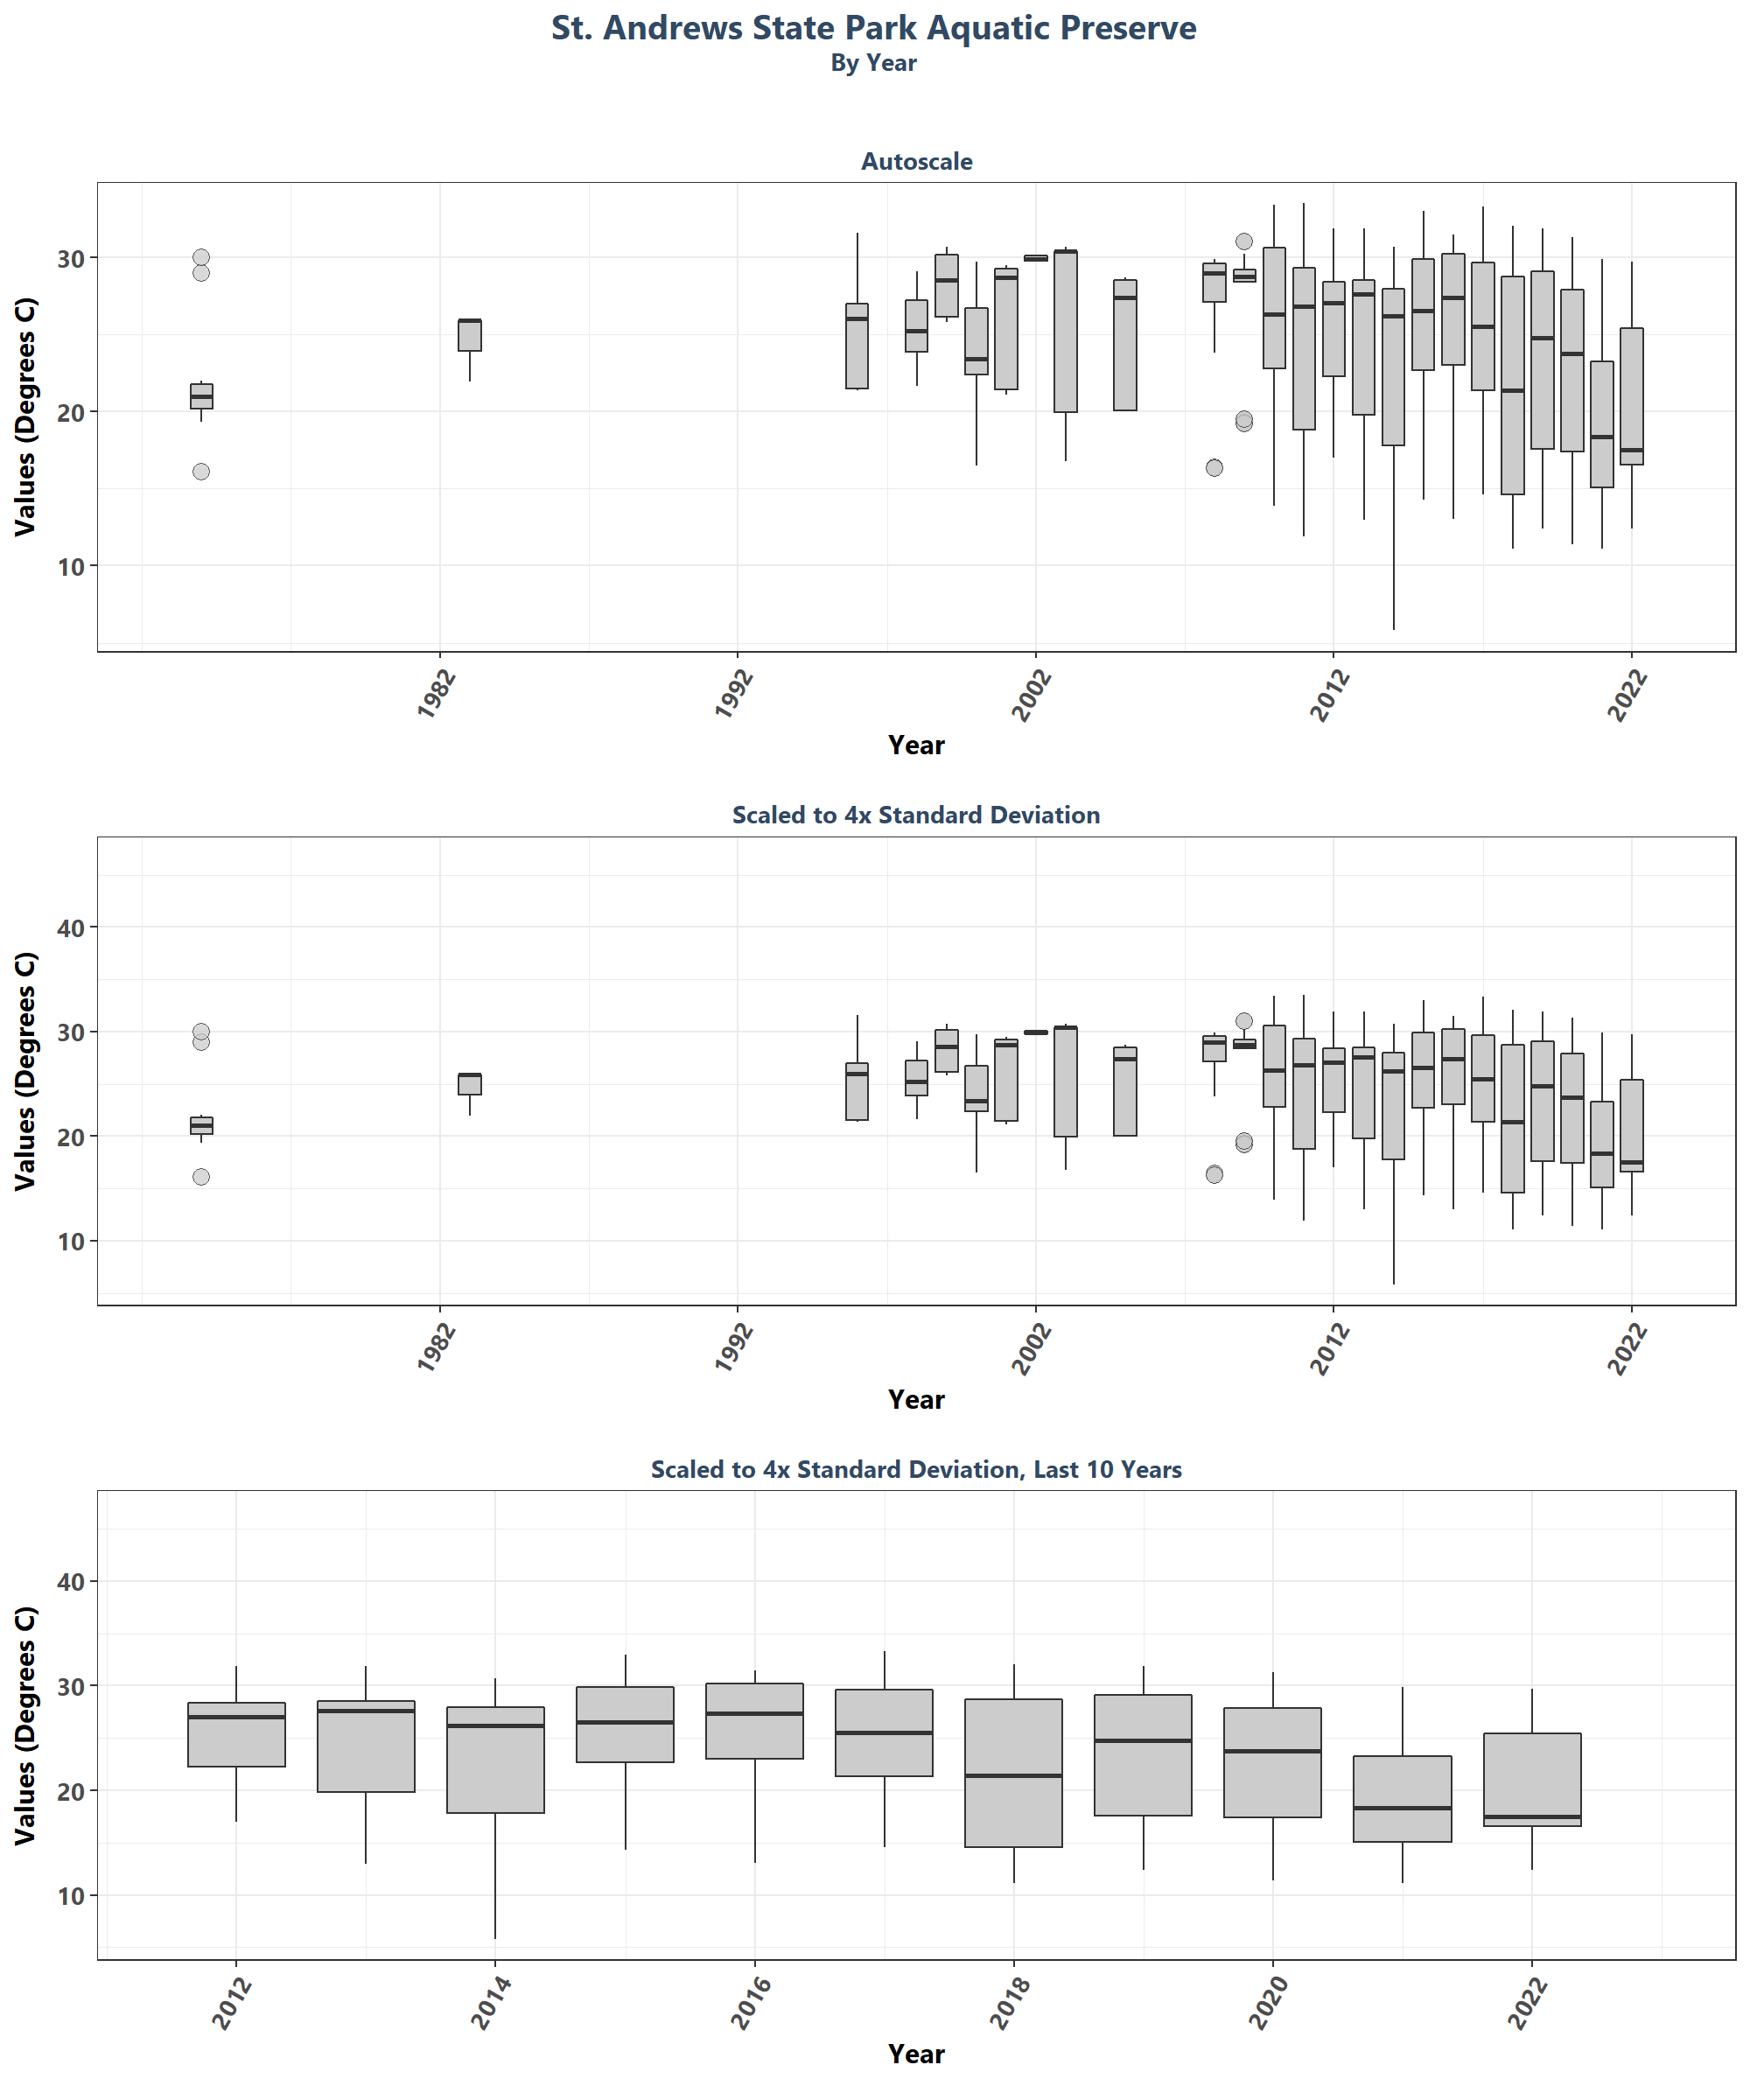 St. Andrews State Park Aquatic Preserve
By Year
Autoscale
Values (Degrees C)
30
20
10
1982
1992
2002
2012
2022
Year
Scaled to 4x Standard Deviation
Values (Degrees C)
40
30
20
10
1982
1992
2002
2012
2022
Year
Scaled to 4x Standard Deviation, Last 10 Years
Values (Degrees C)
40
30
20
10
2012
2014
2016
2018
2020
2022
Year